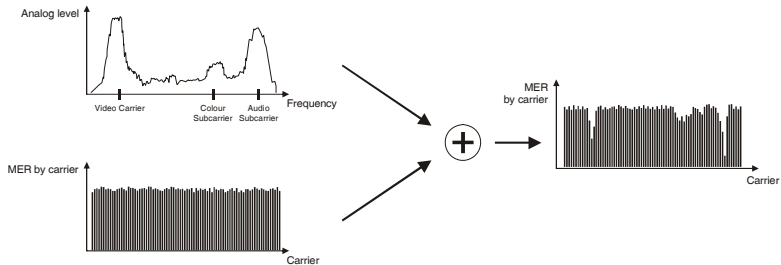 Analog level
Video Carrier
Colour
Subcarrier
Audio
Subcarrier
Frequency
MER by carrier
Carrier
MER
by carrier
Carrier